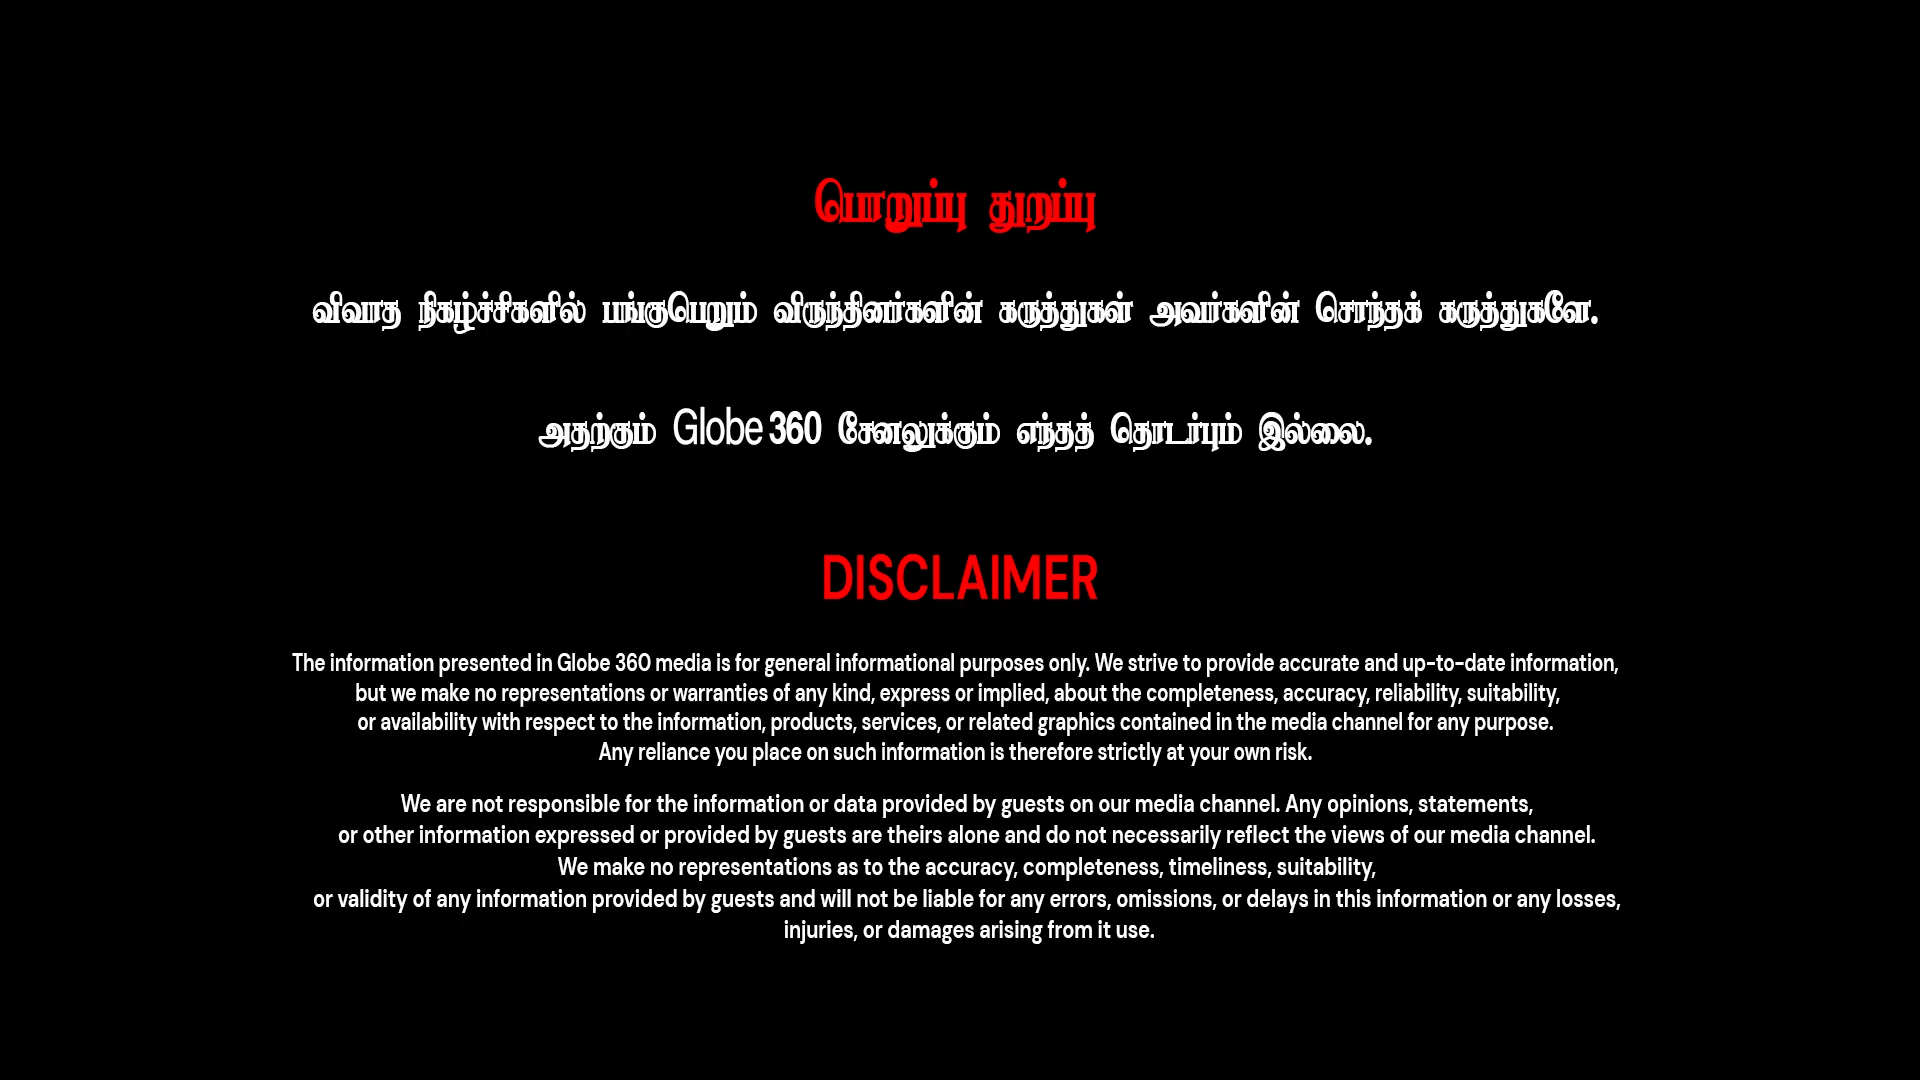 பொறுப்பு துறப்பு
விவாத நிகழ்ச்சிகளில் பங்குபெறும் விருந்தினர்களின் கருத்துகள் அவர்களின் சொந்தக் கருத்துகளே.
அதற்கும் Globe 360 சேனலுக்கும் எந்தத் தொடர்பும் இல்லை.
DISCLAIMER
The information presented in Globe 360 media is for general informational purposes only. We strive to provide accurate and up-to-date information,
but we make no representations or warranties of any kind, express or implied, about the completeness, accuracy, reliability, suitability,
or availability with respect to the information, products, services, or related graphics contained in the media channel for any purpose.
Any reliance you place on such information is therefore strictly at your own risk.
We are not responsible for the information or data provided by guests on our media channel. Any opinions, statements,
or other information expressed or provided by guests are theirs alone and do not necessarily reflect the views of our media channel.
We make no representations as to the accuracy, completeness, timeliness, suitability,
or validity of any information provided by guests and will not be liable for any errors, omissions, or delays in this information or any losses,
injuries, or damages arising from it use.